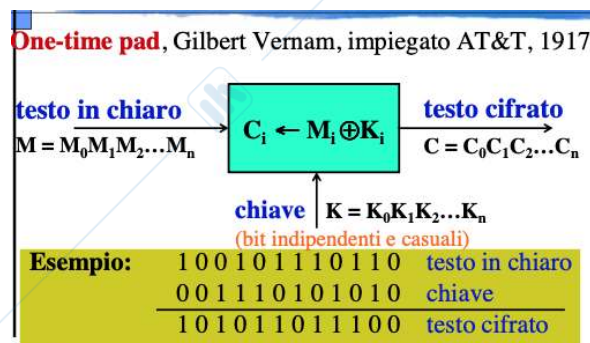 One-time pad, Gilbert Vernam, impiegato AT&T, 1917
testo in chiaro
M = M₀M₁M₂…Mₙ
Cᵢ ← Mᵢ ⊕Kᵢ
testo cifrato
C = C₀C₁C₂…Cₙ
chiave K = K₀K₁K₂…Kₙ
(bit indipendenti e casuali)
Esempio: 1 0 0 1 0 1 1 1 0 1 1 0 testo in chiaro
0 0 1 1 1 0 1 0 1 0 1 0 chiave
1 0 1 0 1 1 0 1 1 1 0 0 testo cifrato